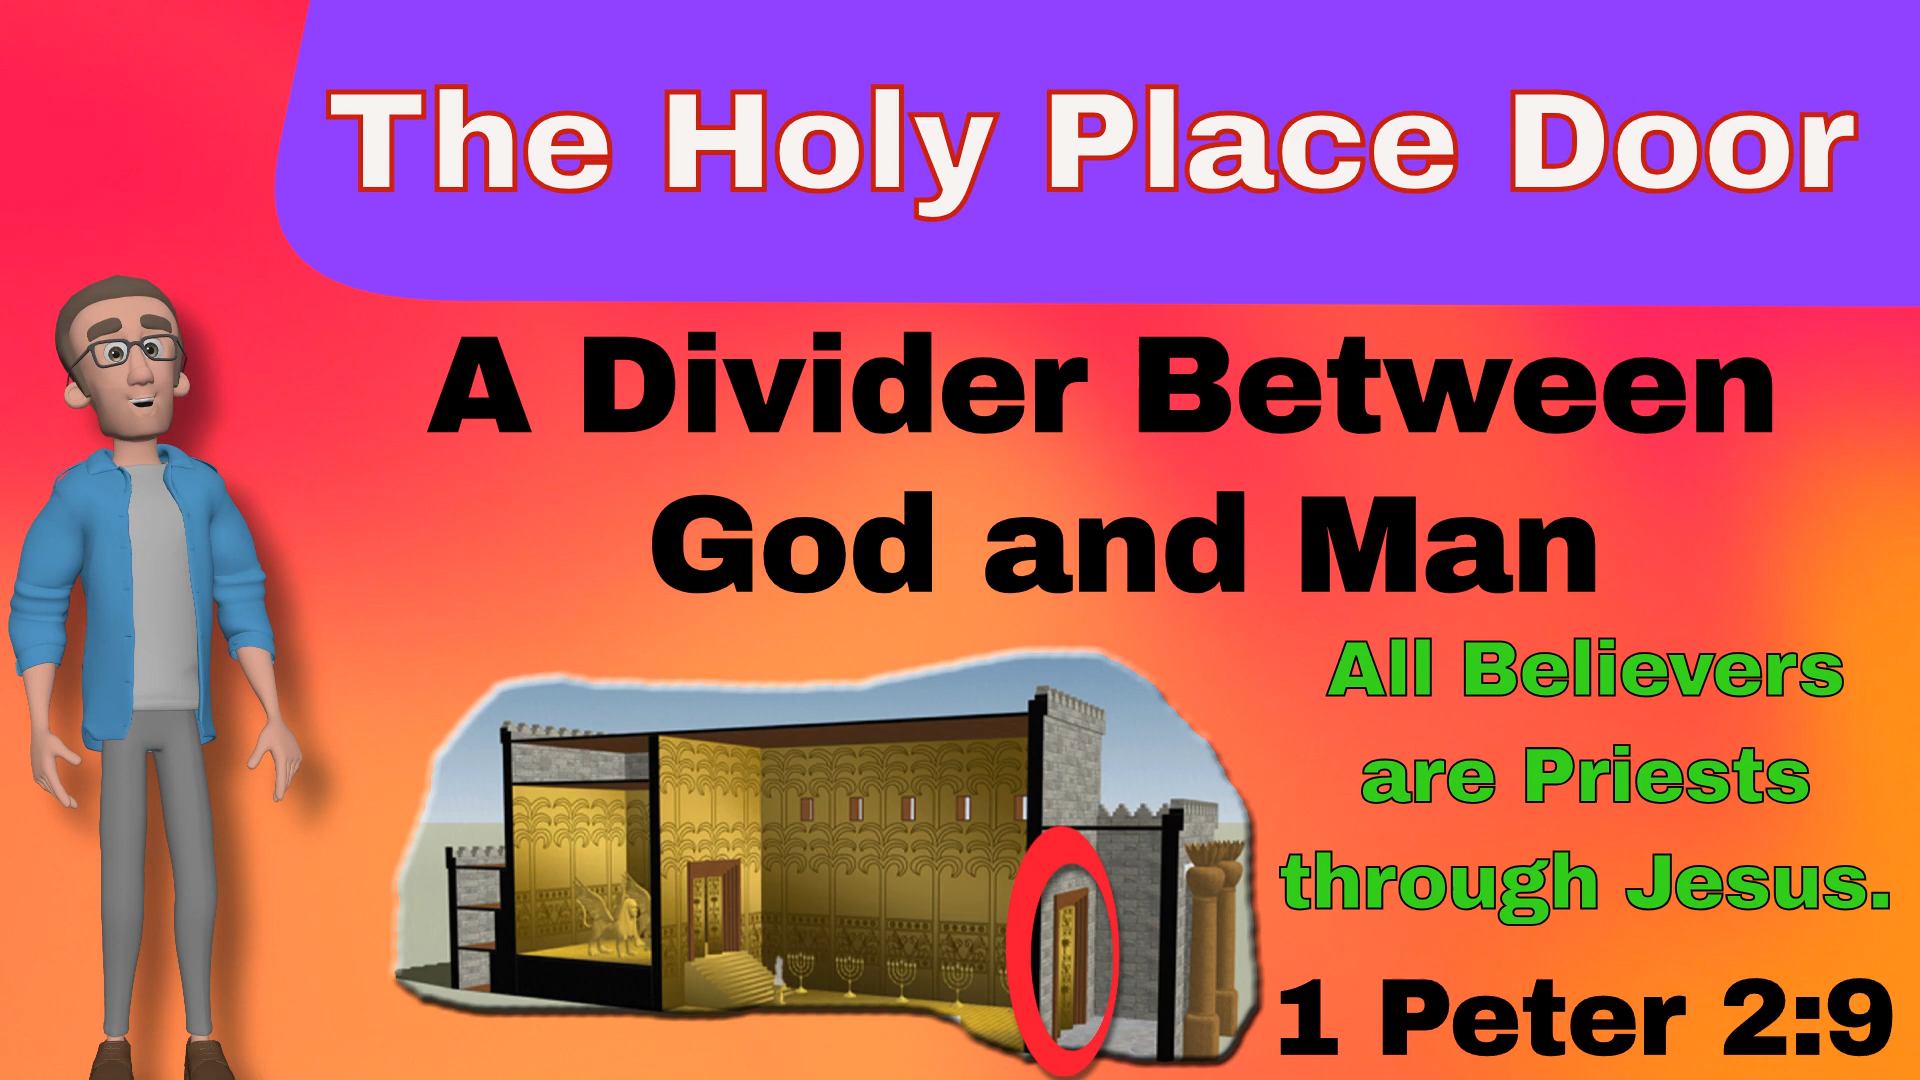 The Holy Place Door
A Divider Between
God and Man
All Believers
are Priests
through Jesus.
1 Peter 2:9